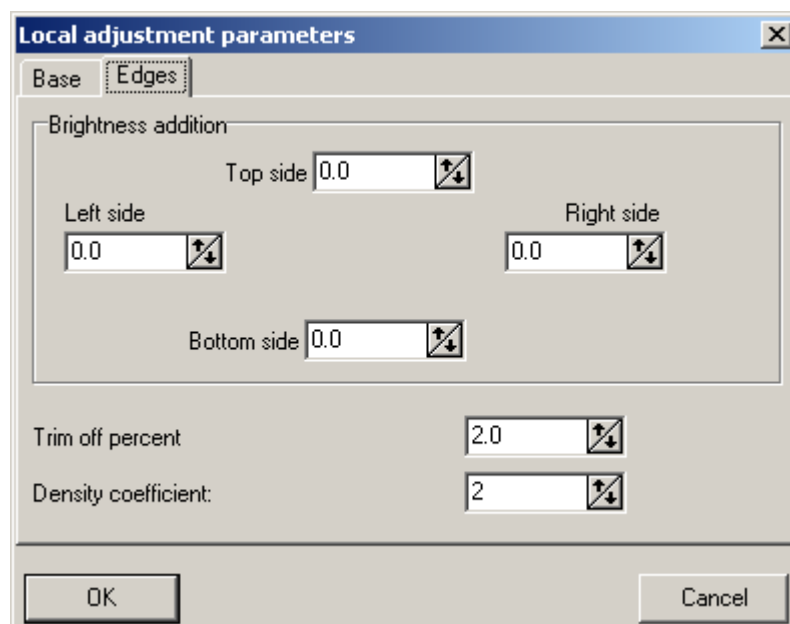 Local adjustment parameters
Base Edges
Brightness addition
Top side 0.0
Left side Right side
0.0 0.0
Bottom side 0.0
Trim off percent 2.0
Density coefficient: 2
OK Cancel